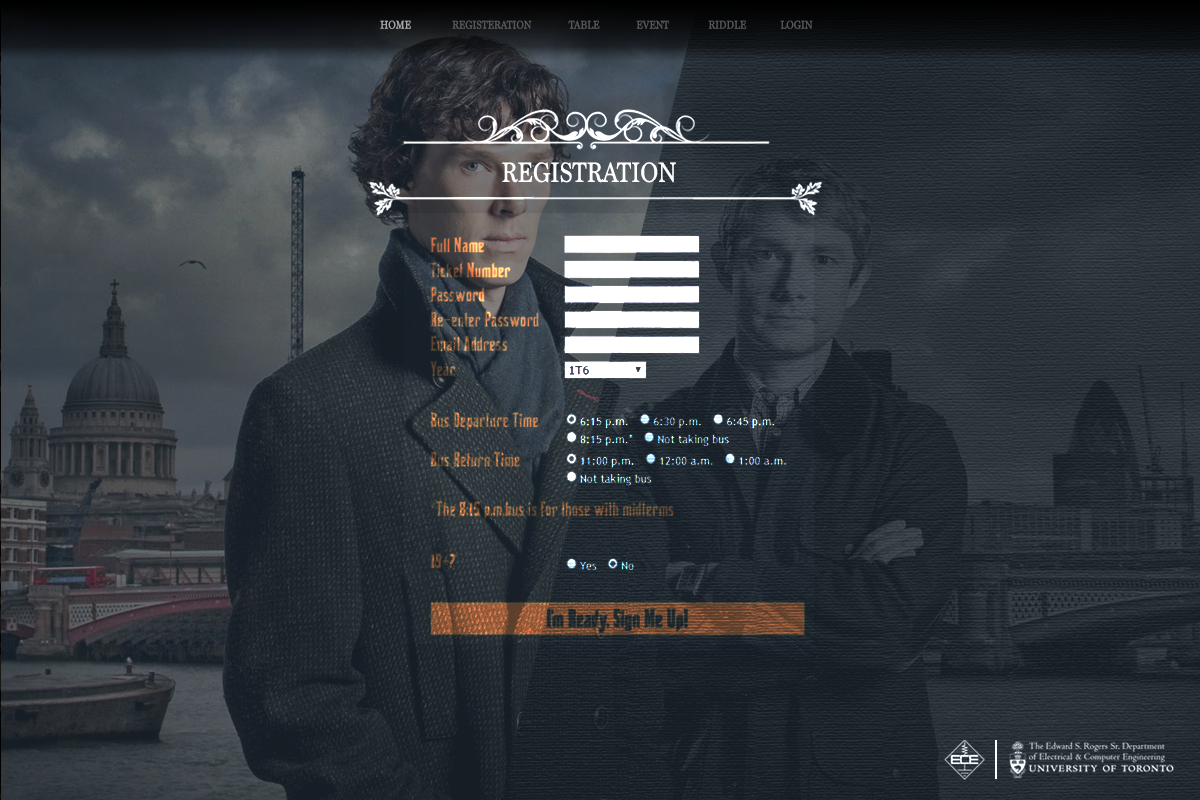 HOME REGISTERATION TABLE EVENT RIDDLE LOGIN
REGISTRATION
Full Name
Ticket Number
Password
Re-enter Password
Email Address
Year 1T6
Bus Departure Time 6:15 p.m. 6:30 p.m. 6:45 p.m.
8:15 p.m.* Not taking bus
Bus Return Time 11:00 p.m. 12:00 a.m. 1:00 a.m.
Not taking bus
*The 8:15 p.m.bus is for those with midterms
19+? Yes No
I'm Ready, Sign Me Up!
ECE
The Edward S. Rogers Sr. Department
of Electrical & Computer Engineering
UNIVERSITY OF TORONTO